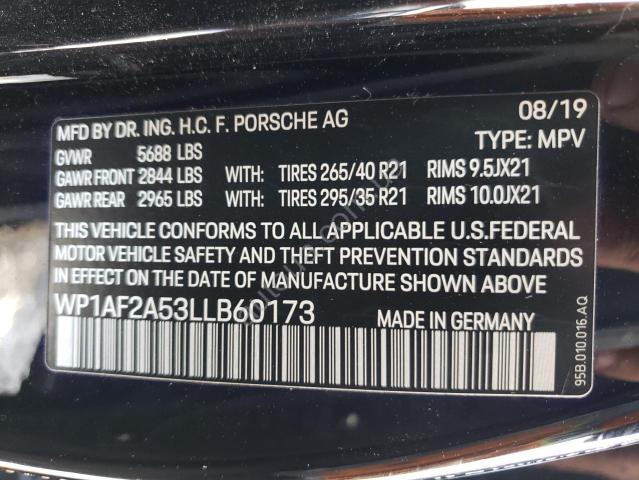 MFD BY DR. ING. H.C. F. PORSCHE AG 08/19
TYPE: MPV
GVWR 5688 LBS
GAWR FRONT 2844 LBS WITH: TIRES 265/40 R21 RIMS 9.5JX21
GAWR REAR 2965 LBS WITH: TIRES 295/35 R21 RIMS 10.0JX21
THIS VEHICLE CONFORMS TO ALL APPLICABLE U.S.FEDERAL
MOTOR VEHICLE SAFETY AND THEFT PREVENTION STANDARDS
IN EFFECT ON THE DATE OF MANUFACTURE SHOWN ABOVE
WP1AF2A53LLB60173 MADE IN GERMANY
95B.010.016.AQ